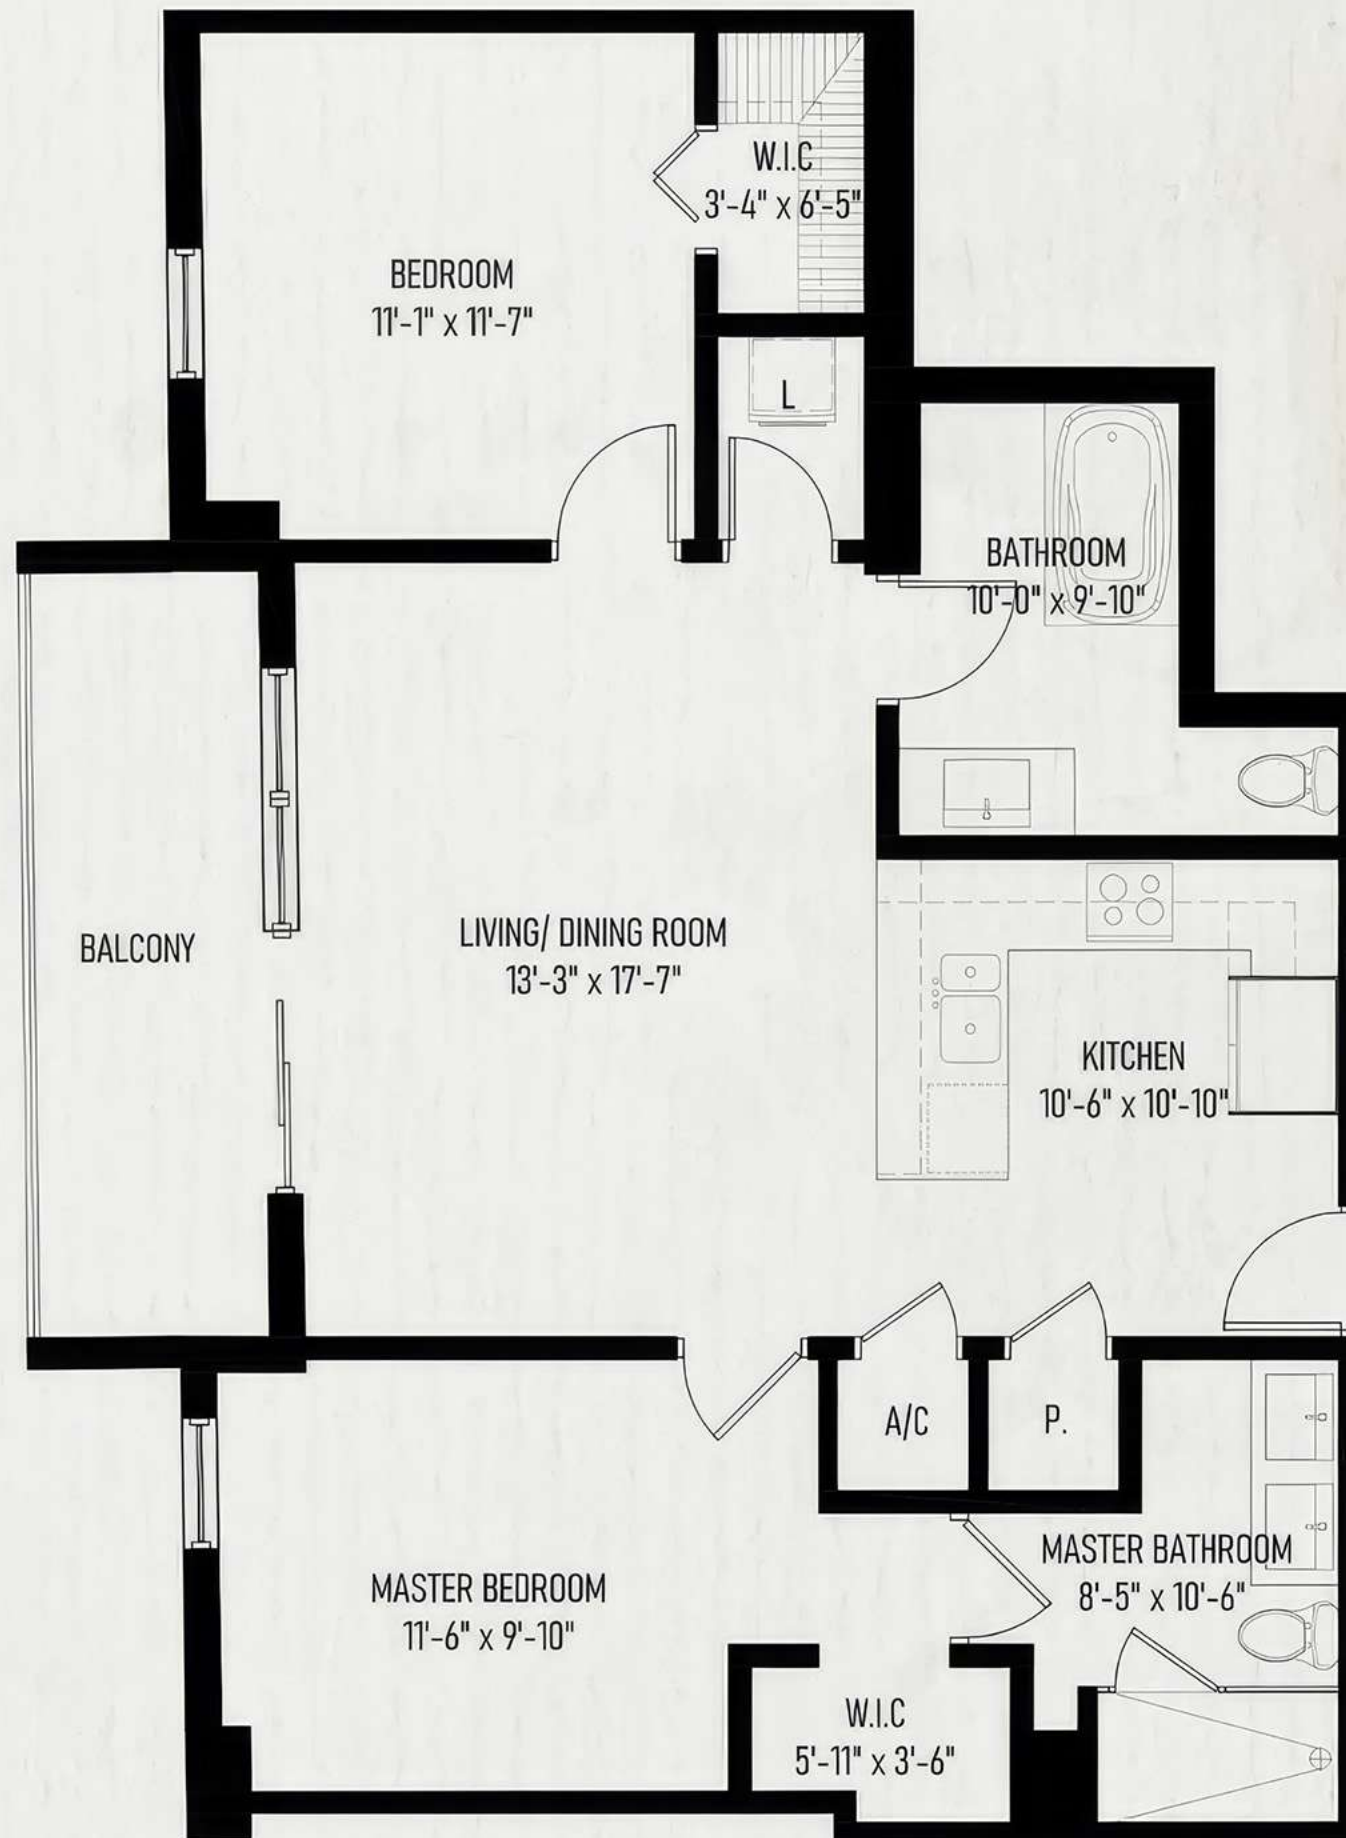 W.I.C
3'-4" x 6'-5"
BEDROOM
11'-1" x 11'-7"
L
BATHROOM
10'-0" x 9'-10"
BALCONY
LIVING/ DINING ROOM
13'-3" x 17'-7"
KITCHEN
10'-6" x 10'-10"
A/C
P.
MASTER BATHROOM
8'-5" x 10'-6"
MASTER BEDROOM
11'-6" x 9'-10"
W.I.C
5'-11" x 3'-6"